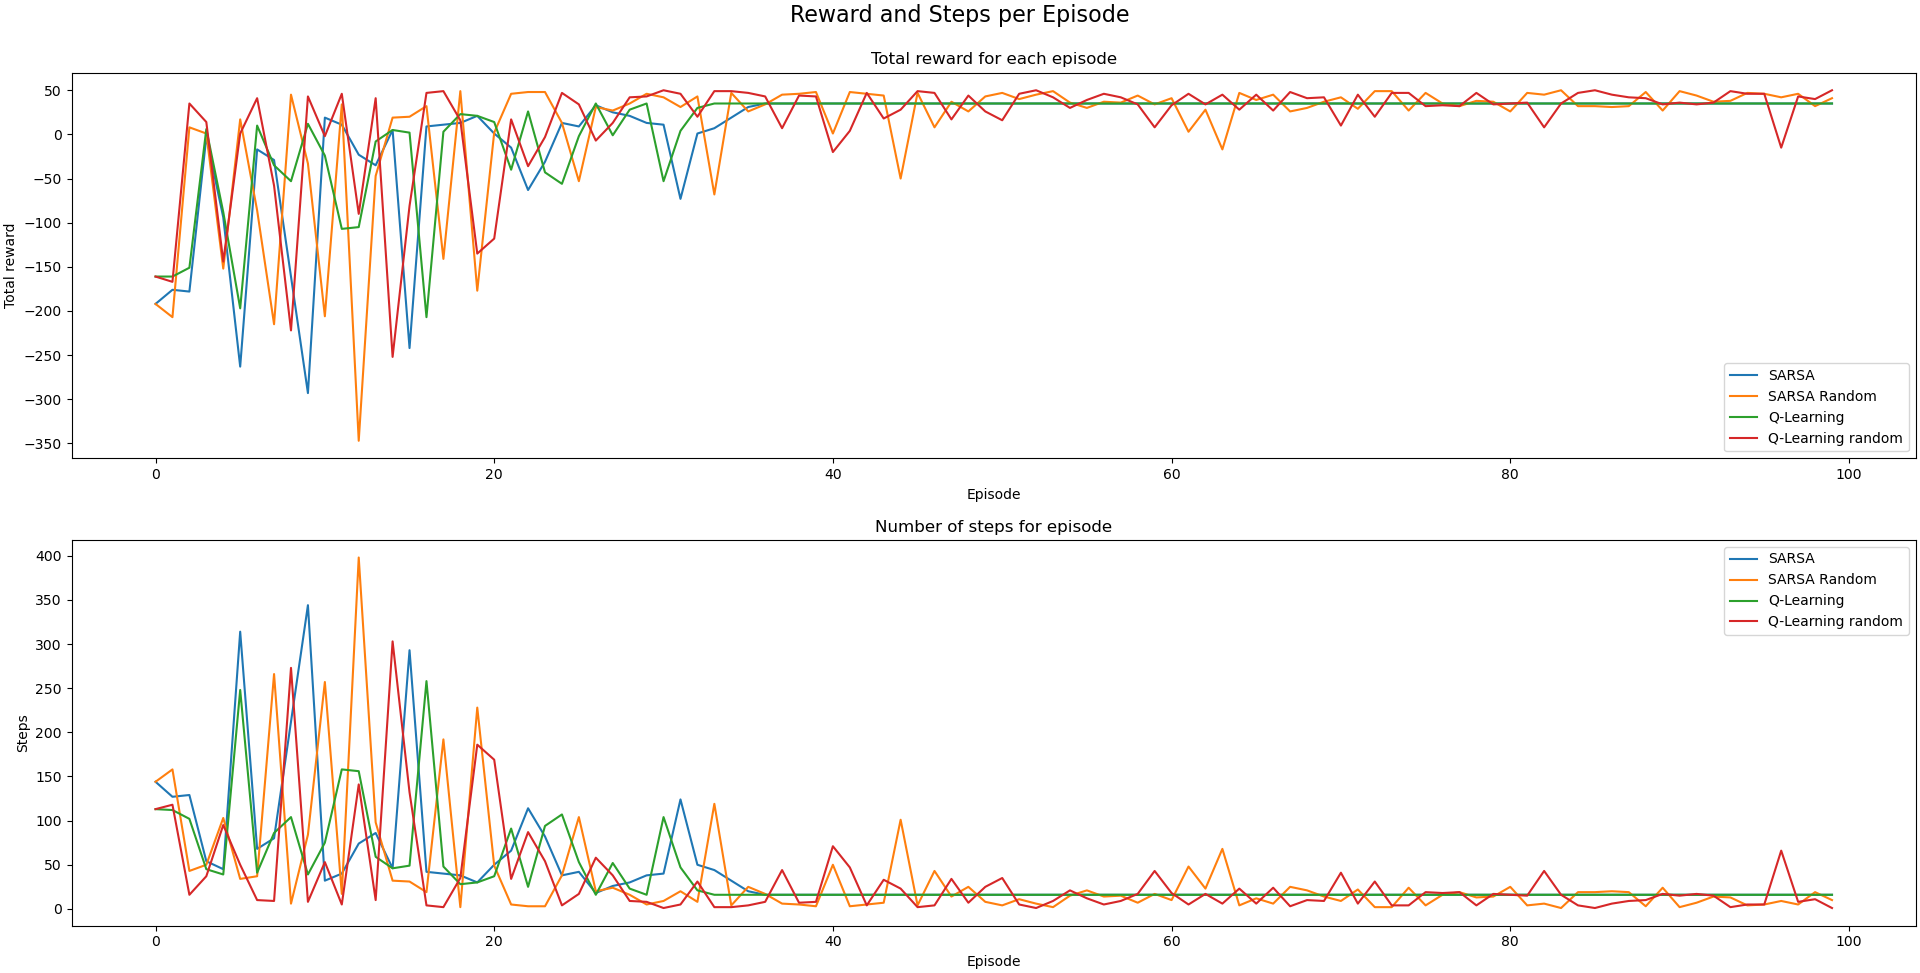 Reward and Steps per Episode
Total reward for each episode
50
0
−50
−100
−150
−200
−250
−300
−350
Total reward
0 20 40 60 80 100
Episode
SARSA
SARSA Random
Q-Learning
Q-Learning random
Number of steps for episode
400
350
300
250
200
150
100
50
0
Steps
0 20 40 60 80 100
Episode
SARSA
SARSA Random
Q-Learning
Q-Learning random